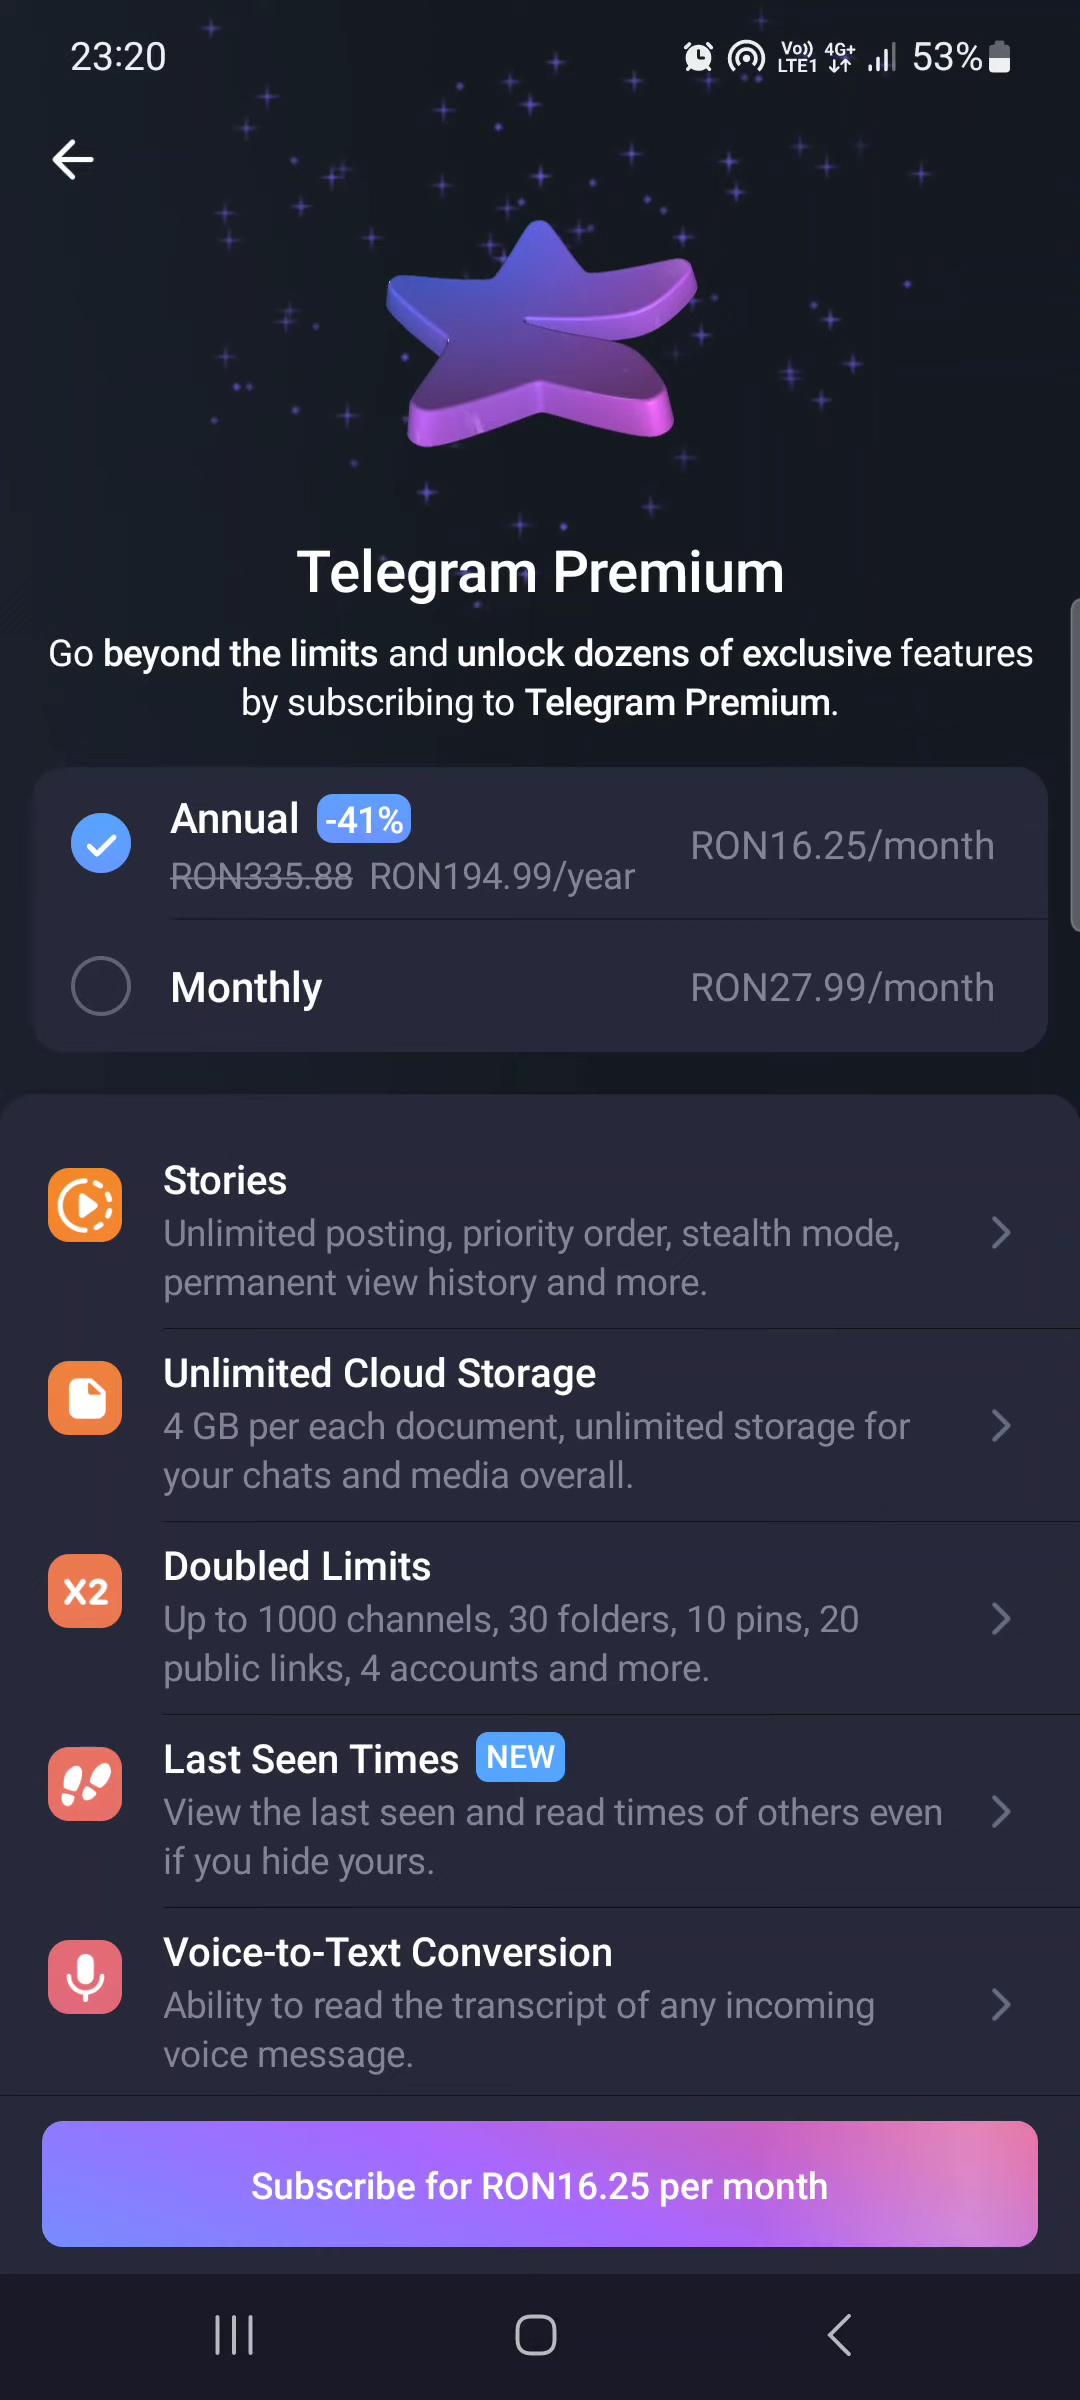 23:20
Vo)) LTE1 4G+ 53%
Telegram Premium
Go beyond the limits and unlock dozens of exclusive features
by subscribing to Telegram Premium.
Annual -41%
RON335.88 RON194.99/year
RON16.25/month
Monthly
RON27.99/month
Stories
Unlimited posting, priority order, stealth mode,
permanent view history and more.
Unlimited Cloud Storage
4 GB per each document, unlimited storage for
your chats and media overall.
X2
Doubled Limits
Up to 1000 channels, 30 folders, 10 pins, 20
public links, 4 accounts and more.
Last Seen Times NEW
View the last seen and read times of others even
if you hide yours.
Voice-to-Text Conversion
Ability to read the transcript of any incoming
voice message.
Subscribe for RON16.25 per month